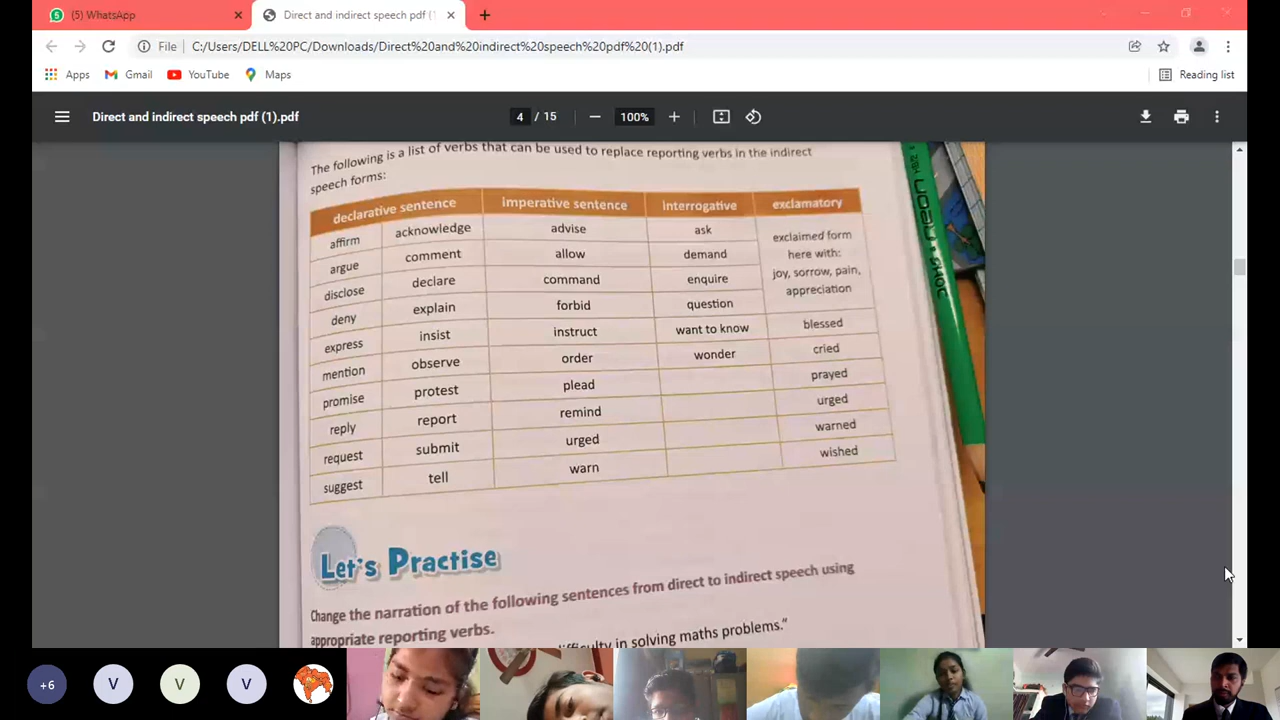 (5) WhatsApp
Direct and indirect speech pdf (1
File C:/Users/DELL%20PC/Downloads/Direct%20and%20indirect%20speech%20pdf%20(1).pdf
Apps Gmail YouTube Maps Reading list
Direct and indirect speech pdf (1).pdf 4 / 15 100%
The following is a list of verbs that can be used to replace reporting verbs in the indirect
speech forms:
declarative sentence imperative sentence interrogative exclamatory
affirm acknowledge advise ask exclaimed form
argue comment allow demand here with:
disclose declare command enquire joy, sorrow, pain,
deny explain forbid question appreciation
express insist instruct want to know blessed
mention observe order wonder cried
promise protest plead prayed
reply report remind urged
request submit urged warned
suggest tell warn wished
Let's Practise
Change the narration of the following sentences from direct to indirect speech using
appropriate reporting verbs.
difficulty in solving maths problems."
+6 V V V